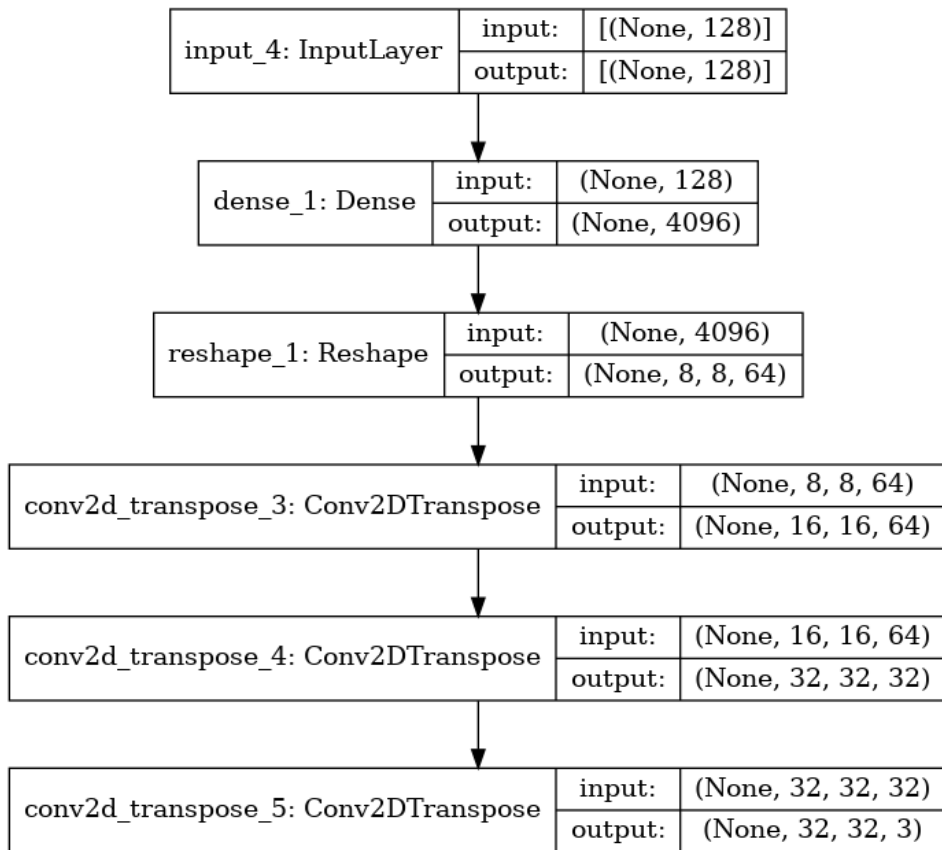 input_4: InputLayer
input: [(None, 128)]
output: [(None, 128)]
dense_1: Dense
input: (None, 128)
output: (None, 4096)
reshape_1: Reshape
input: (None, 4096)
output: (None, 8, 8, 64)
conv2d_transpose_3: Conv2DTranspose
input: (None, 8, 8, 64)
output: (None, 16, 16, 64)
conv2d_transpose_4: Conv2DTranspose
input: (None, 16, 16, 64)
output: (None, 32, 32, 32)
conv2d_transpose_5: Conv2DTranspose
input: (None, 32, 32, 32)
output: (None, 32, 32, 3)